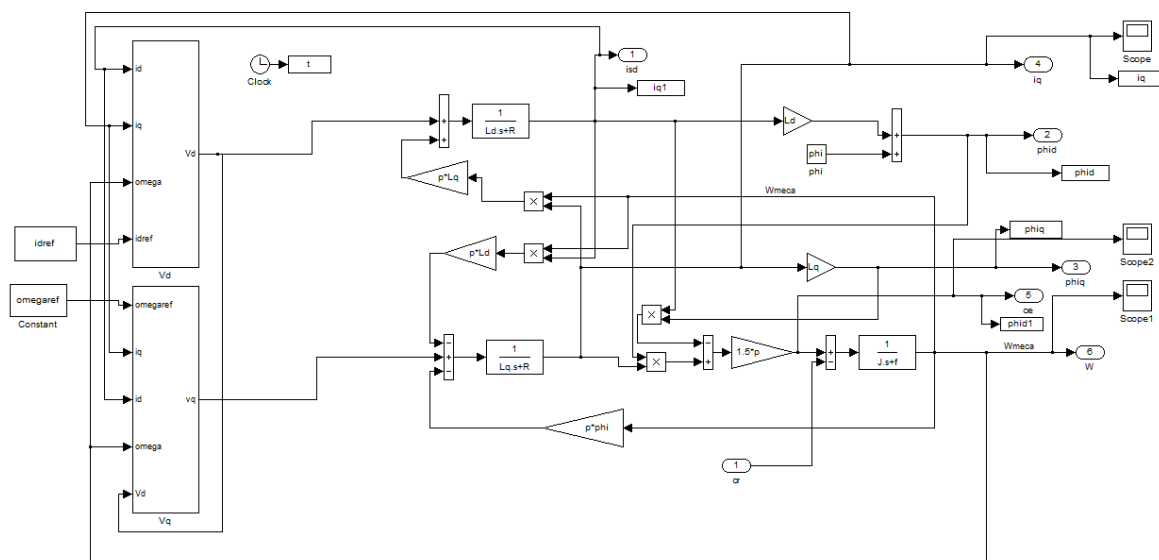 id
iq
omega
idref
Vd
Vd
idref
omegaref
Constant
omegaref
iq
id
omega
Vd
vq
Vq
Clock
t
+
+
1
Ld.s+R
p*Lq
×
p*Ld
×
−
+
−
1
Lq.s+R
1
isd
iq1
Ld
phi
phi
+
+
Wmeca
Lq
×
×
−
+
1.5*p
+
−
1
J.s+f
p*phi
1
cr
4
iq
Scope
iq
2
phid
phid
phiq
Scope2
3
phiq
5
ce
phid1
Scope1
Wmeca
6
W